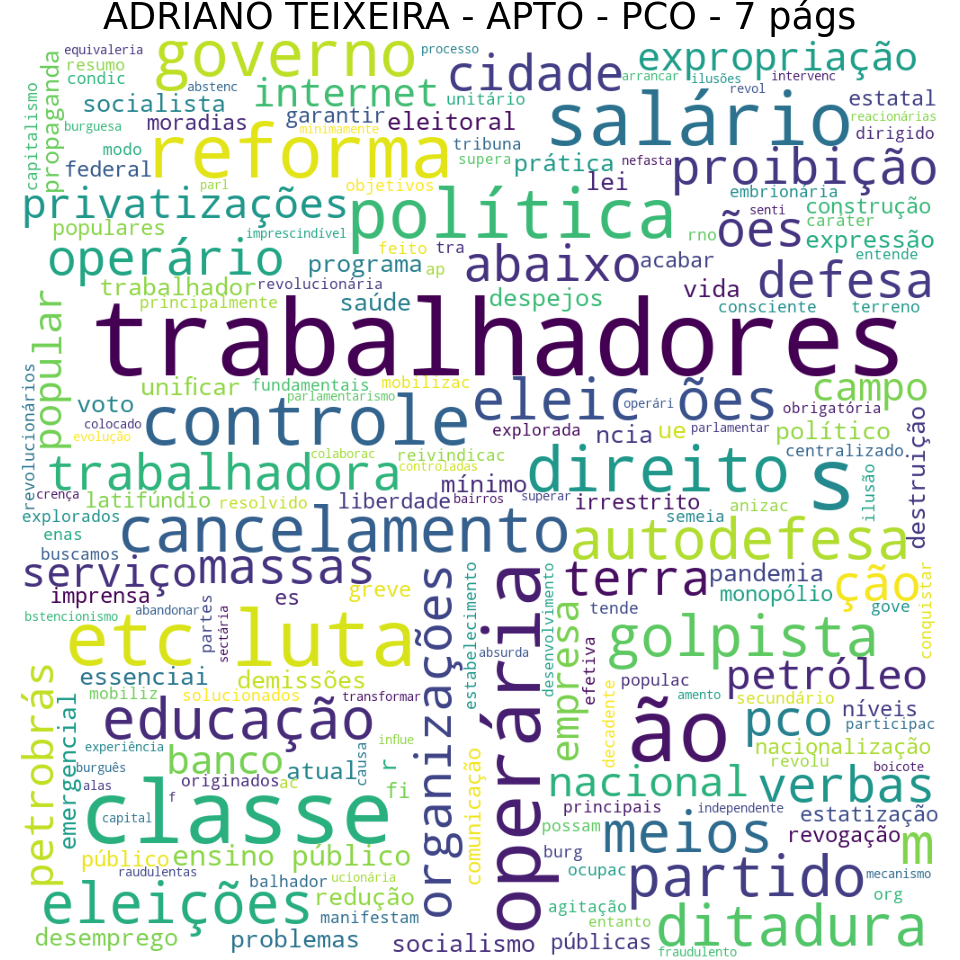 ADRIANO TEIXEIRA - APTO - PCO - 7 págs
equivaleria
governo
processo
cidade
expropriação
resumo
condic
abstenc
internet
unitário
arrancar
ilusões
intervenc
revol
salário
estatal
reacionárias
capitalismo
propaganda
socialista
burguesa
moradias
garantir
eleitoral
minimamente
dirigido
modo
reforma
tribuna
supera
prática
nefasta
proibição
federal
parl
objetivos
lei
embrionária
privatizações
política
senti
construção
carater
populares
imprescindível
rno
ões
expressão
feito
tra
entende
operário
programa
ap
abaixo
acabar
defesa
trabalhador
revolucionária
principalmente
saúde
despejos
vida
consciente
terreno
trabalhadores
popular
revolucionários
unificar
fundamentais
mobilizac
parlamentarismo
campo
voto
colocado
evolução
controle
eleic
operári
ões
obrigatória
explorada
ncia
ue
parlamentar
político
colaborac
reivindicac
centralizado.
trabalhadora
controladas
direito
s
ilusão
destruição
mínimo
crença
latifúndio
resolvido
liberdade
bairros
superar
irrestrito
anizac
explorados
semeia
enas
cancelamento
autodefesa
buscamos
serviço
massas
terra
pandemia
ção
conquistar
imprensa
es
greve
monopólio
gove
bstencionismo
abandonar
partes
sectária
organizações
estabelecimento
operária
desenvolvimento
empresa
efetiva
tende
etc
luta
absurda
golpista
essenciai
demissões
populac
petróleo
petrobrás
emergencial
mobiliz
solucionados
transformar
amento
secundário
educação
decadente
ão
pco
níveis
participac
experiência
causa
influe
nacionalização
burguês
banco
atual
r
revolu
boicote
alas
originados
ac
fi
comunicação
nacional
verbas
f
classe
capital
principais
independente
estatização
possam
meios
revogação
m
público
ensino
público
burg
ocupac
partido
mecanismo
raudulentas
balhador
ucionária
org
eleições
redução
agitação
manifestam
entanto
ditadura
desemprego
problemas
socialismo
públicas
fraudulento